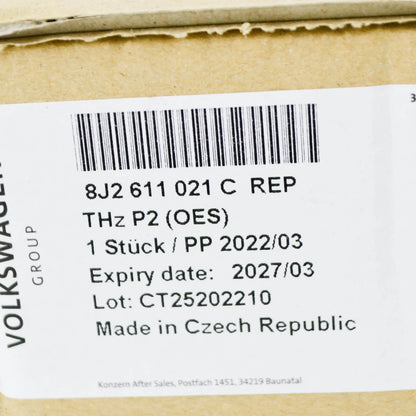 8J2 611 021 C REP
THz P2 (OES)
1 Stück / PP 2022/03
Expiry date: 2027/03
Lot: CT25202210
Made in Czech Republic
VOLKSWAGEN
GROUP
Konzern After Sales, Postfach 1451, 34219 Baunatal
3